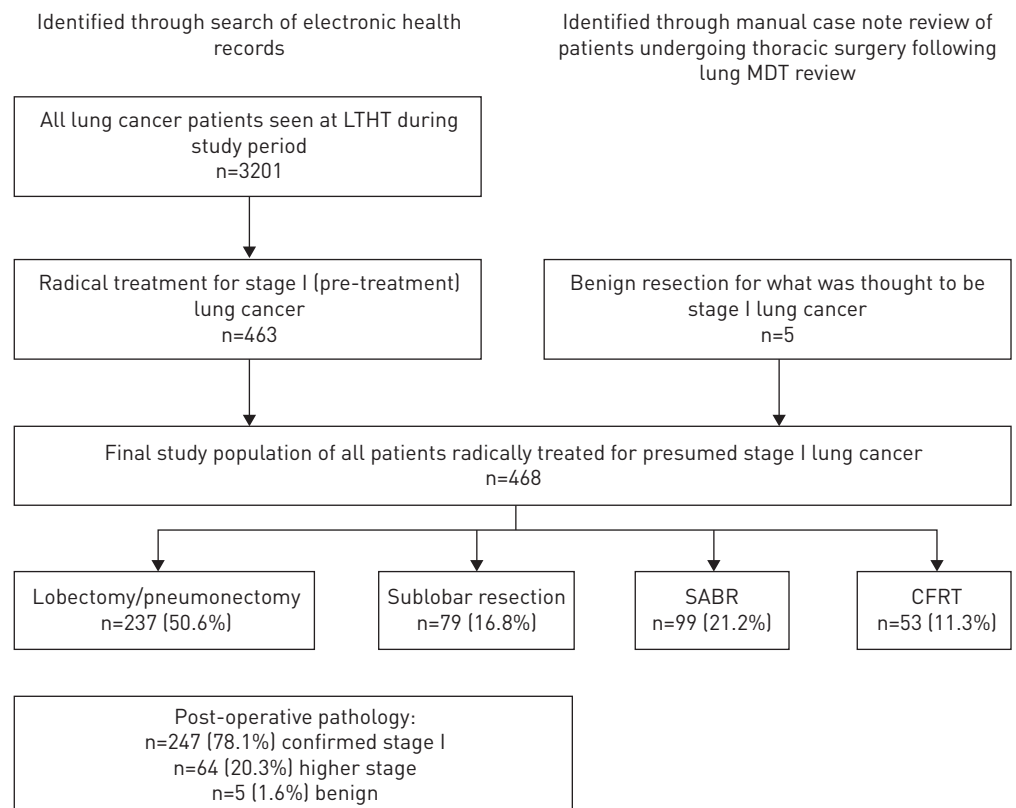 Identified through search of electronic health
records
Identified through manual case note review of
patients undergoing thoracic surgery following
lung MDT review
All lung cancer patients seen at LTHT during
study period
n=3201
Radical treatment for stage I (pre-treatment)
lung cancer
n=463
Benign resection for what was thought to be
stage I lung cancer
n=5
Final study population of all patients radically treated for presumed stage I lung cancer
n=468
Lobectomy/pneumonectomy
n=237 (50.6%)
Sublobar resection
n=79 (16.8%)
SABR
n=99 (21.2%)
CFRT
n=53 (11.3%)
Post-operative pathology:
n=247 (78.1%) confirmed stage I
n=64 (20.3%) higher stage
n=5 (1.6%) benign